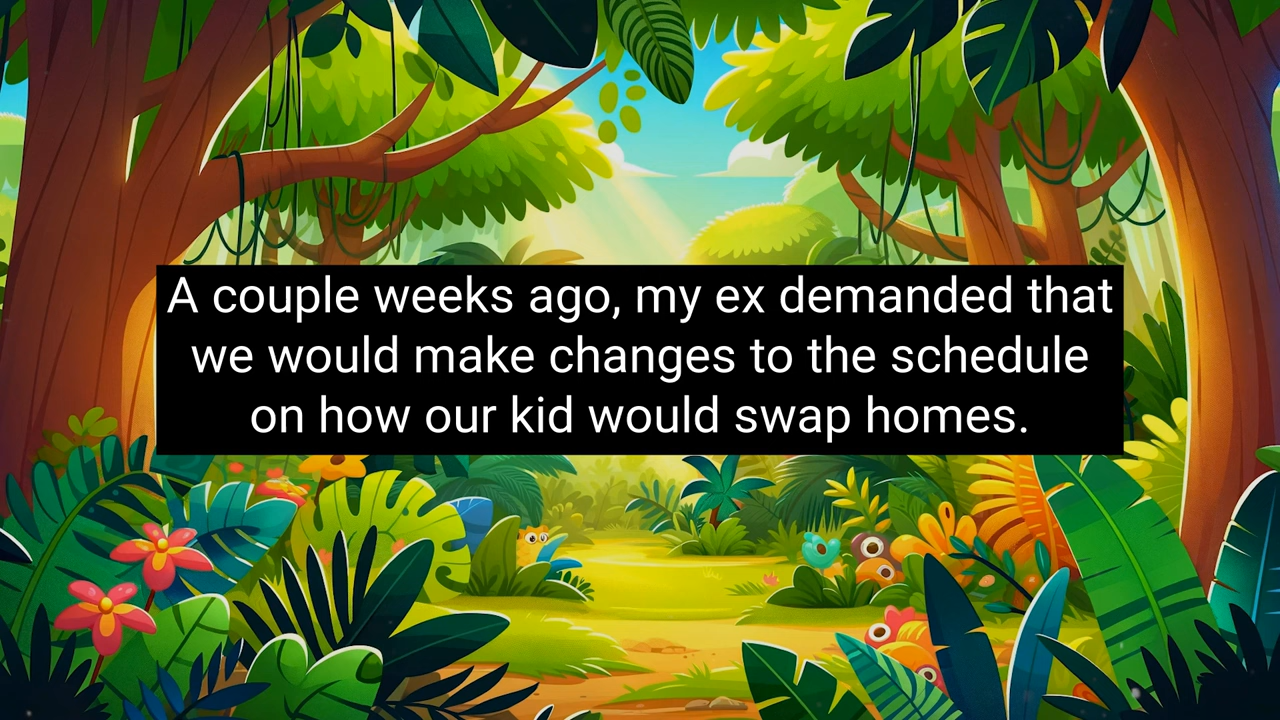 A couple weeks ago, my ex demanded that
we would make changes to the schedule
on how our kid would swap homes.